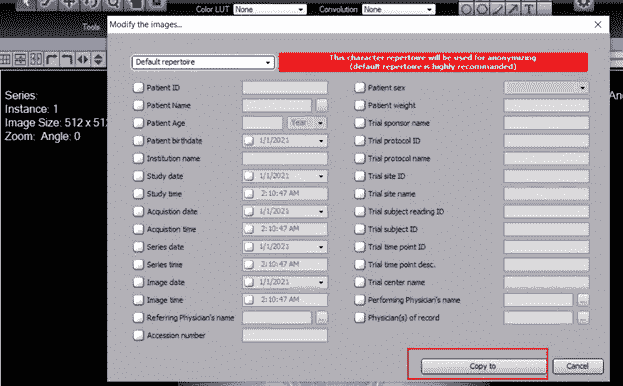 Color LUT None Convolution None
Tools
Modify the images...
Series:
Instance: 1
Image Size: 512 x 512
Zoom: Angle: 0
Default repertoire
This character repertoire will be used for anonymizing
(default repertoire is highly recommanded)
Patient ID
Patient Name ...
Patient Age Year
Patient birthdate 1/1/2021
Institution name
Study date 1/1/2021
Study time 2:10:47 AM
Acquistion date 1/1/2021
Acquistion time 2:10:47 AM
Series date 1/1/2021
Series time 2:10:47 AM
Image date 1/1/2021
Image time 2:10:47 AM
Referring Physician's name ...
Accession number
Patient sex
Patient weight
Trial sponsor name
Trial protocol ID
Trial protocol name
Trial site ID
Trial site name
Trial subject reading ID
Trial subject ID
Trial time point ID
Trial time point desc.
Trial center name
Performing Physician's name ...
Physician(s) of record ...
Copy to Cancel